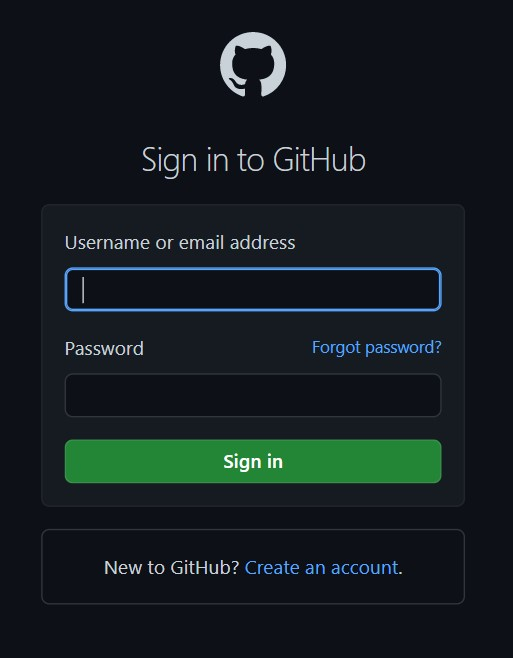 Sign in to GitHub
Username or email address
Password
Forgot password?
Sign in
New to GitHub? Create an account.